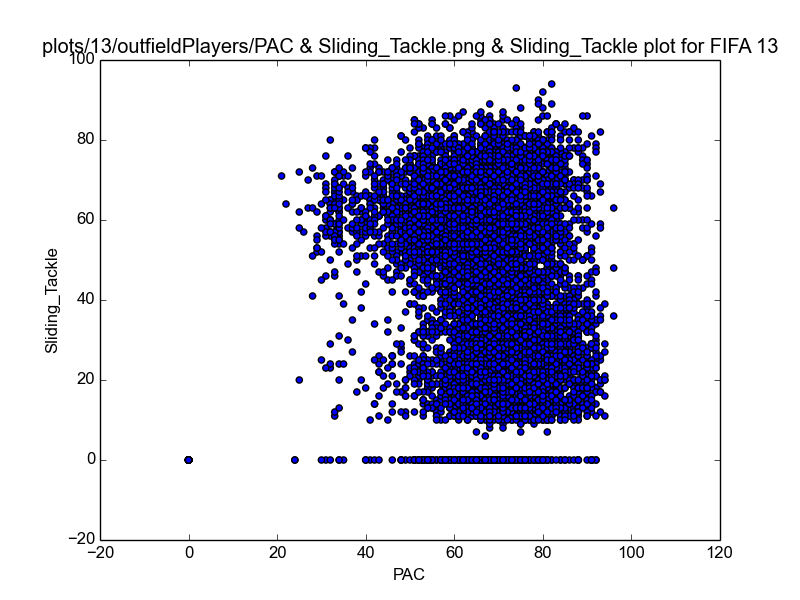 plots/13/outfieldPlayers/PAC & Sliding_Tackle.png & Sliding_Tackle plot for FIFA 13
100
80
60
40
20
0
−20
Sliding_Tackle
−20 0 20 40 60 80 100 120
PAC